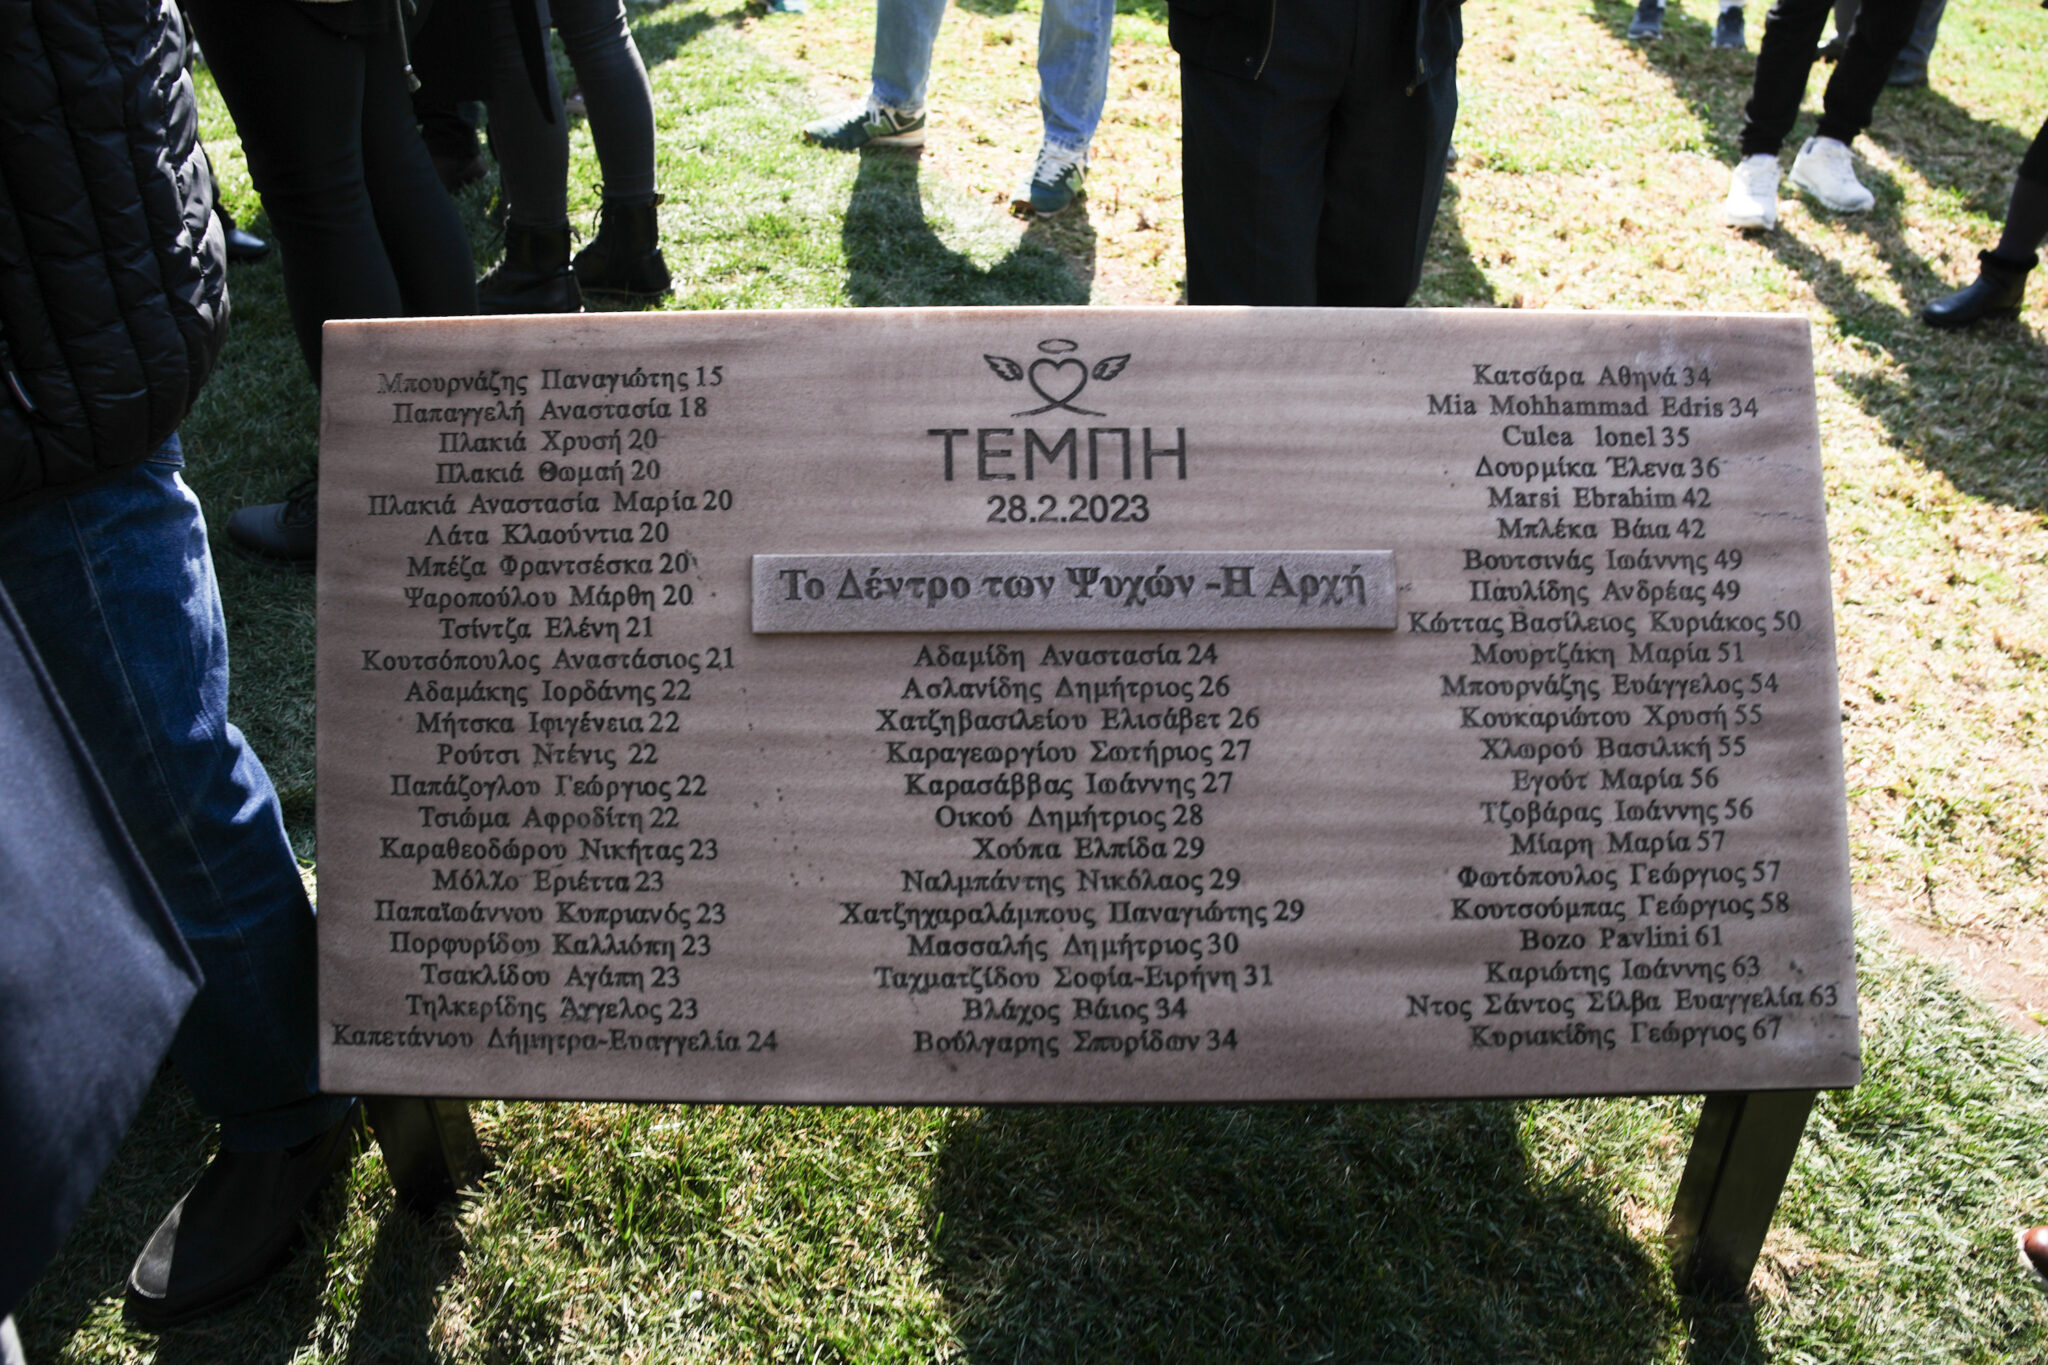 Μπουρνάζης Παναγιώτης 15
Παπαγγελή Αναστασία 18
Πλακιά Χρυσή 20
Πλακιά Θωμαή 20
Πλακιά Αναστασία Μαρία 20
Λάτα Κλαούντια 20
Μπέζα Φραντσέσκα 20
Ψαροπούλου Μάρθη 20
Τσίντζα Ελένη 21
Κουτσόπουλος Αναστάσιος 21
Αδαμάκης Ιορδάνης 22
Μήτσκα Ιφιγένεια 22
Ρούτσι Ντένις 22
Παπάζογλου Γεώργιος 22
Τσιώμα Αφροδίτη 22
Καραθεοδώρου Νικήτας 23
Μόλχο Εριέττα 23
Παπαϊωάννου Κυπριανός 23
Πορφυρίδου Καλλιόπη 23
Τσακλίδου Αγάπη 23
Τηλκερίδης Άγγελος 23
Καπετάνιου Δήμητρα-Ευαγγελία 24
ΤΕΜΠΗ
28.2.2023
Το Δέντρο των Ψυχών -Η Αρχή
Αδαμίδη Αναστασία 24
Ασλανίδης Δημήτριος 26
Χατζηβασιλείου Ελισάβετ 26
Καραγεωργίου Σωτήριος 27
Καρασάββας Ιωάννης 27
Οικού Δημήτριος 28
Χούπα Ελπίδα 29
Ναλμπάντης Νικόλαος 29
Χατζηχαραλάμπους Παναγιώτης 29
Μασσαλής Δημήτριος 30
Ταχματζίδου Σοφία-Ειρήνη 31
Βλάχος Βάιος 34
Βούλγαρης Σπυρίδων 34
Κατσάρα Αθηνά 34
Mia Mohhammad Edris 34
Culea lonel 35
Δουρμίκα Έλενα 36
Marsi Ebrahim 42
Μπλέκα Βάια 42
Βουτσινάς Ιωάννης 49
Παυλίδης Ανδρέας 49
Κώττας Βασίλειος Κυριάκος 50
Μουρτζάκη Μαρία 51
Μπουρνάζης Ευάγγελος 54
Κουκαριώτου Χρυσή 55
Χλωρού Βασιλική 55
Εγούτ Μαρία 56
Τζοβάρας Ιωάννης 56
Μίαρη Μαρία 57
Φωτόπουλος Γεώργιος 57
Κουτσούμπας Γεώργιος 58
Bozo Pavlini 61
Καριώτης Ιωάννης 63
Ντος Σάντος Σίλβα Ευαγγελία 63
Κυριακίδης Γεώργιος 67